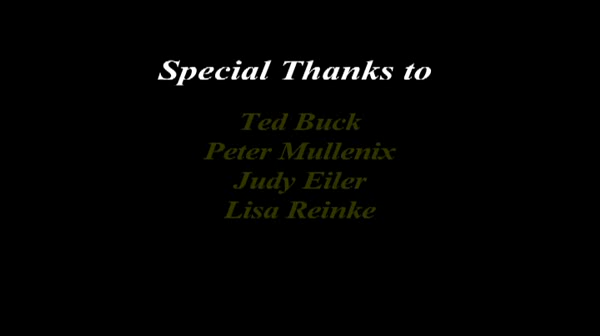 Special Thanks to
Ted Buck
Peter Mullenix
Judy Eiler
Lisa Reinke